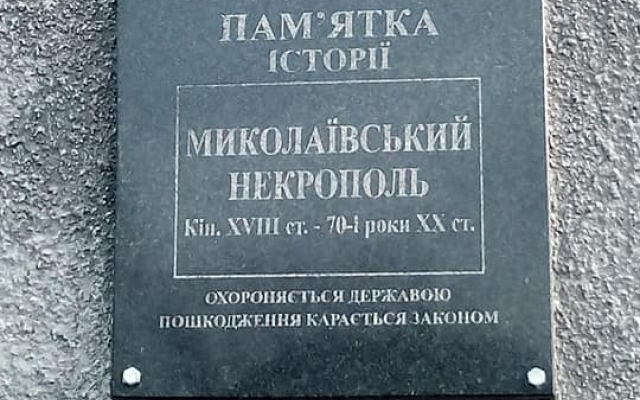 ПАМ’ЯТКА
ІСТОРІЇ
МИКОЛАЇВСЬКИЙ
НЕКРОПОЛЬ
Кін. XVIII ст. - 70-і роки XX ст.
ОХОРОНЯЄТЬСЯ ДЕРЖАВОЮ
ПОШКОДЖЕННЯ КАРАЄТЬСЯ ЗАКОНОМ